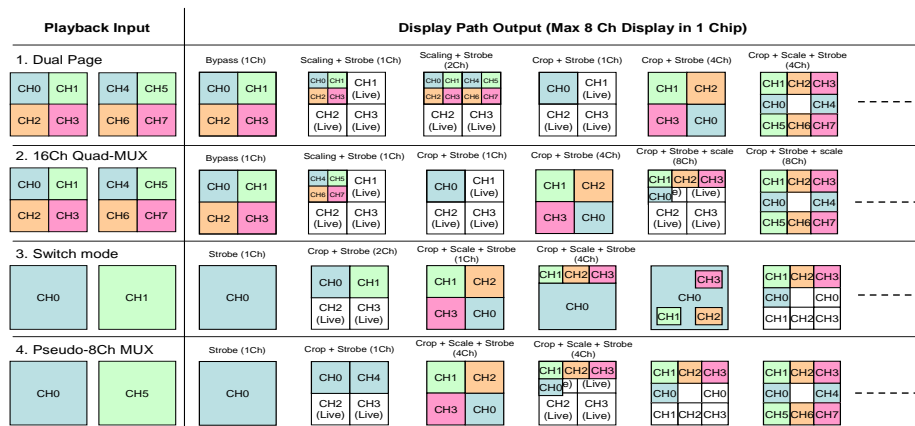 Playback Input Display Path Output (Max 8 Ch Display in 1 Chip)
1. Dual Page
Bypass (1Ch) Scaling + Strobe (1Ch) Scaling + Strobe (2Ch) Crop + Strobe (1Ch) Crop + Strobe (4Ch) Crop + Scale + Strobe (4Ch)
CH0 CH1 CH4 CH5 CH0 CH1 CH0 CH1 CH1 (Live) CH0 CH1 CH4 CH5 CH0 CH1 (Live) CH1 CH2 CH1 CH2 CH3
CH2 CH3 CH2 CH3 CH6 CH7 CH0 CH4
CH2 CH3 CH6 CH7 CH2 CH3 CH2 (Live) CH3 (Live) CH2 (Live) CH3 (Live) CH2 (Live) CH3 (Live) CH3 CH0 CH5 CH6 CH7
2. 16Ch Quad-MUX
Bypass (1Ch) Scaling + Strobe (1Ch) Crop + Strobe (1Ch) Crop + Strobe (4Ch) Crop + Strobe + scale (8Ch) Crop + Strobe + scale (8Ch)
CH0 CH1 CH4 CH5 CH0 CH1 CH4 CH5 CH1 (Live) CH0 CH1 (Live) CH1 CH2 CH1 CH2 CH3 CH1 CH2 CH3
CH6 CH7 CH0 e) (Live) CH0 CH4
CH2 CH3 CH6 CH7 CH2 CH3 CH2 (Live) CH3 (Live) CH2 (Live) CH3 (Live) CH3 CH0 CH2 (Live) CH3 (Live) CH5 CH6 CH7
3. Switch mode
Strobe (1Ch) Crop + Strobe (2Ch) Crop + Scale + Strobe (1Ch) Crop + Scale + Strobe (4Ch)
CH0 CH1 CH0 CH0 CH1 CH1 CH2 CH1 CH2 CH3 CH3 CH1 CH2 CH3
CH0 CH0 CH0 CH0
CH2 (Live) CH3 (Live) CH3 CH0 CH1 CH2 CH1 CH2 CH3
4. Pseudo-8Ch MUX
Strobe (1Ch) Crop + Strobe (1Ch) Crop + Scale + Strobe (4Ch) Crop + Scale + Strobe (4Ch)
CH0 CH5 CH0 CH0 CH4 CH1 CH2 CH1 CH2 CH3 CH1 CH2 CH3 CH1 CH2 CH3
CH0 e) (Live) CH0 CH0 CH0 CH4
CH2 (Live) CH3 (Live) CH3 CH0 CH2 (Live) CH3 (Live) CH1 CH2 CH3 CH5 CH6 CH7